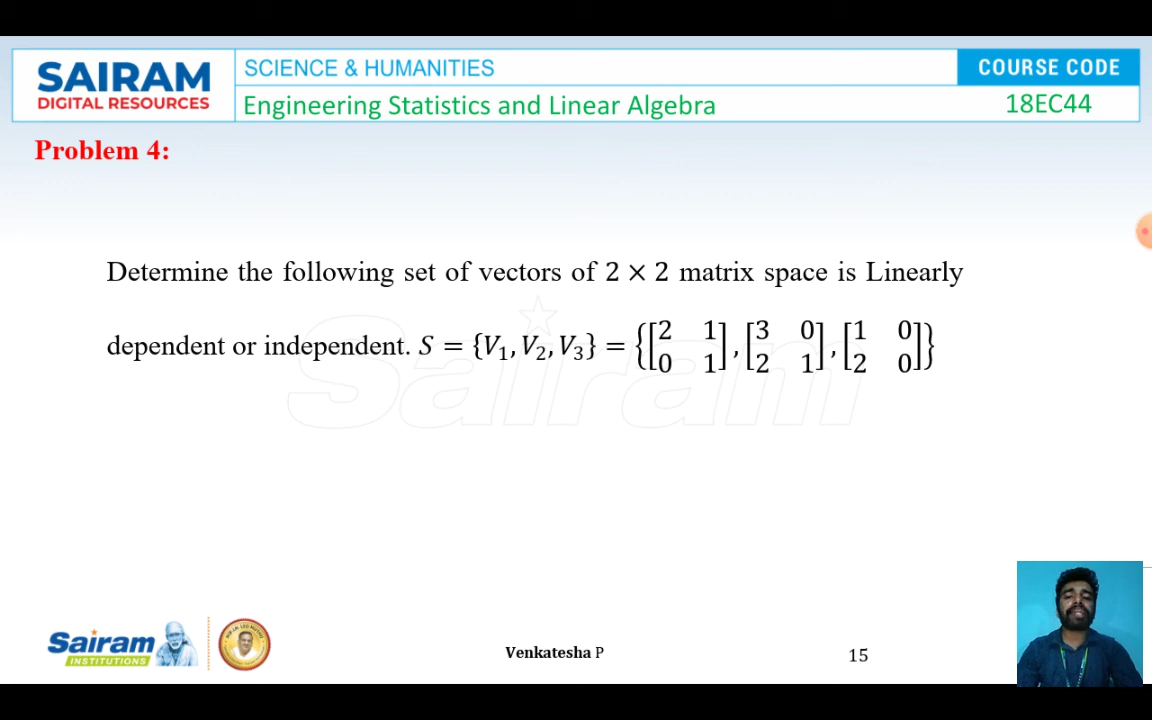 SAIRAM
DIGITAL RESOURCES
SCIENCE & HUMANITIES
COURSE CODE
Engineering Statistics and Linear Algebra
18EC44
Problem 4:
Determine the following set of vectors of 2 × 2 matrix space is Linearly
dependent or independent. S = {V₁, V₂, V₃} = {[2 1; 0 1], [3 0; 2 1], [1 0; 2 0]}
Sairam
Sairam
INSTITUTIONS
Venkatesha P
15